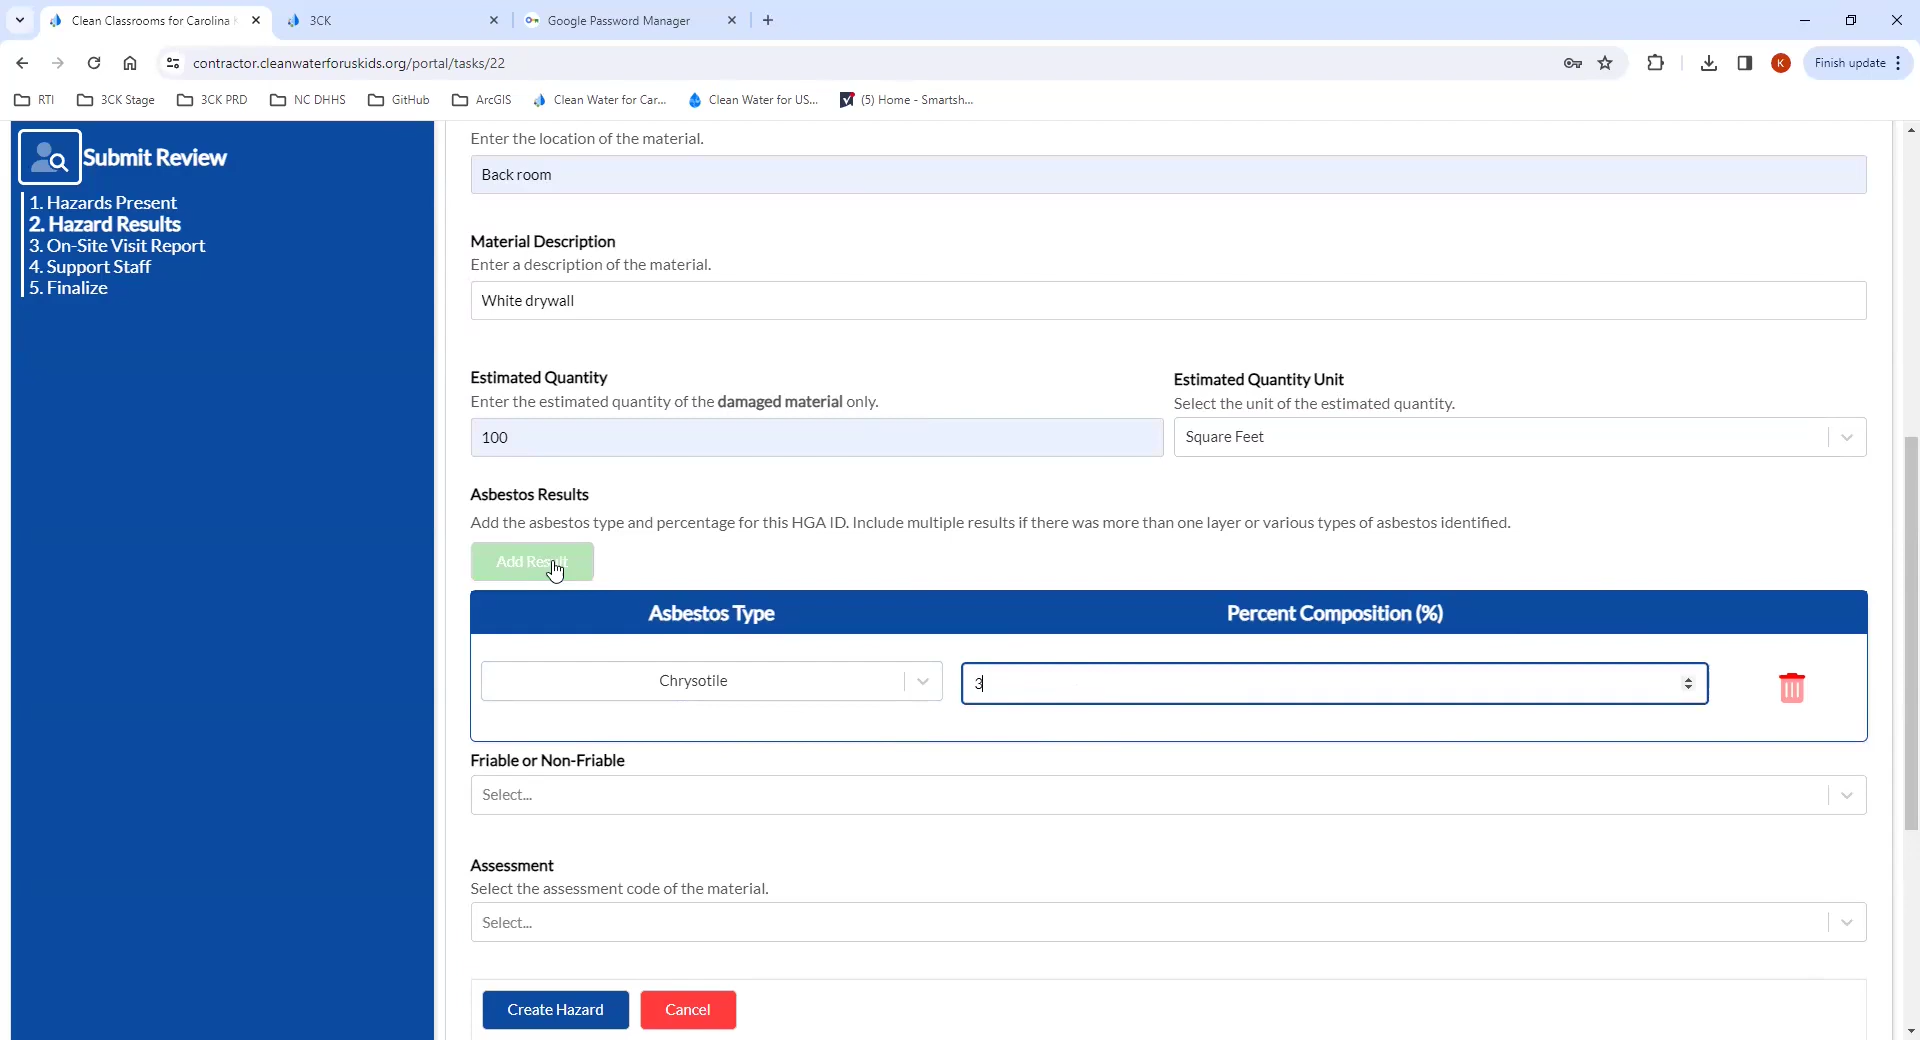 Clean Classrooms for Carolina
3CK
Google Password Manager
contractor.cleanwaterforuskids.org/portal/tasks/22
K
Finish update
RTI
3CK Stage
3CK PRD
NC DHHS
GitHub
ArcGIS
Clean Water for Car...
Clean Water for US...
(5) Home - Smartsh...
Submit Review
1. Hazards Present
2. Hazard Results
3. On-Site Visit Report
4. Support Staff
5. Finalize
Enter the location of the material.
Back room
Material Description
Enter a description of the material.
White drywall
Estimated Quantity
Enter the estimated quantity of the damaged material only.
100
Estimated Quantity Unit
Select the unit of the estimated quantity.
Square Feet
Asbestos Results
Add the asbestos type and percentage for this HGA ID. Include multiple results if there was more than one layer or various types of asbestos identified.
Add Result
Asbestos Type
Percent Composition (%)
Chrysotile
3
Friable or Non-Friable
Select...
Assessment
Select the assessment code of the material.
Select...
Create Hazard
Cancel